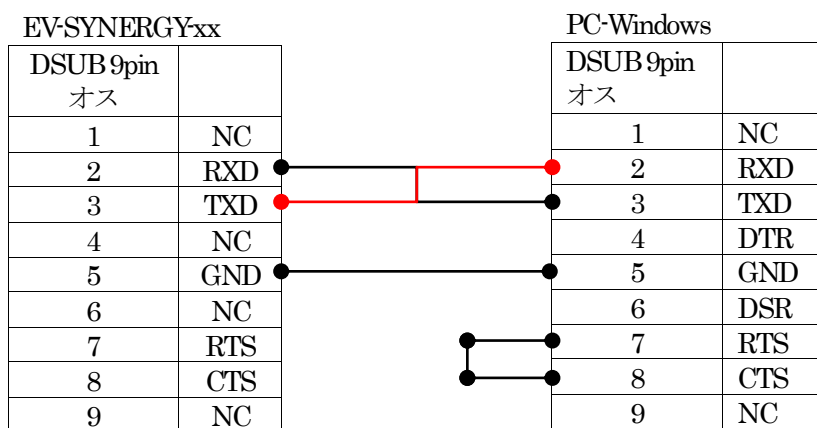 EV-SYNERGY-xx
DSUB 9pin
オス
1 NC
2 RXD
3 TXD
4 NC
5 GND
6 NC
7 RTS
8 CTS
9 NC
PC-Windows
DSUB 9pin
オス
1 NC
2 RXD
3 TXD
4 DTR
5 GND
6 DSR
7 RTS
8 CTS
9 NC